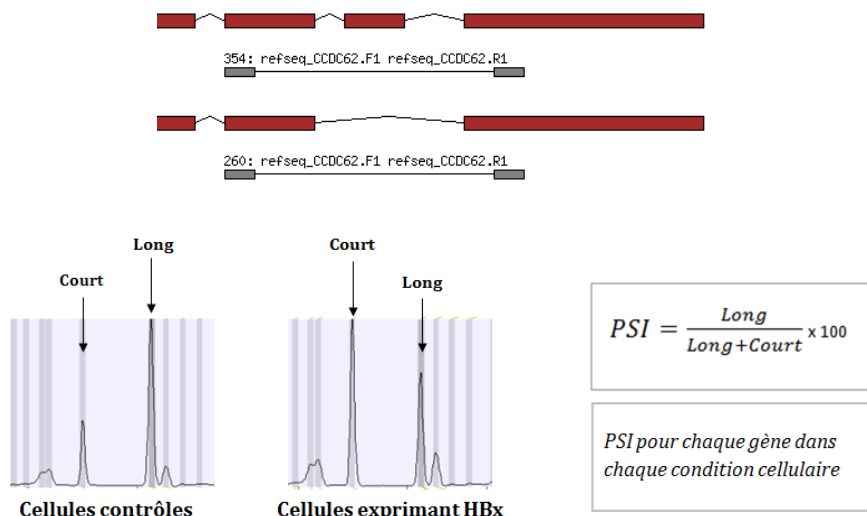 354: refseq_CCDC62.F1 refseq_CCDC62.R1
260: refseq_CCDC62.F1 refseq_CCDC62.R1
Long
Court
Court
Long
PSI = Long / Long+Court x 100
PSI pour chaque gène dans
chaque condition cellulaire
Cellules contrôles
Cellules exprimant HBx